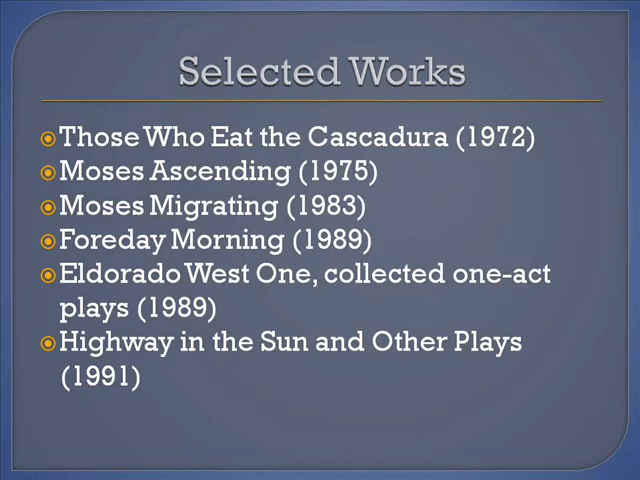 Selected Works
Those Who Eat the Cascadura (1972)
Moses Ascending (1975)
Moses Migrating (1983)
Foreday Morning (1989)
Eldorado West One, collected one-act
plays (1989)
Highway in the Sun and Other Plays
(1991)